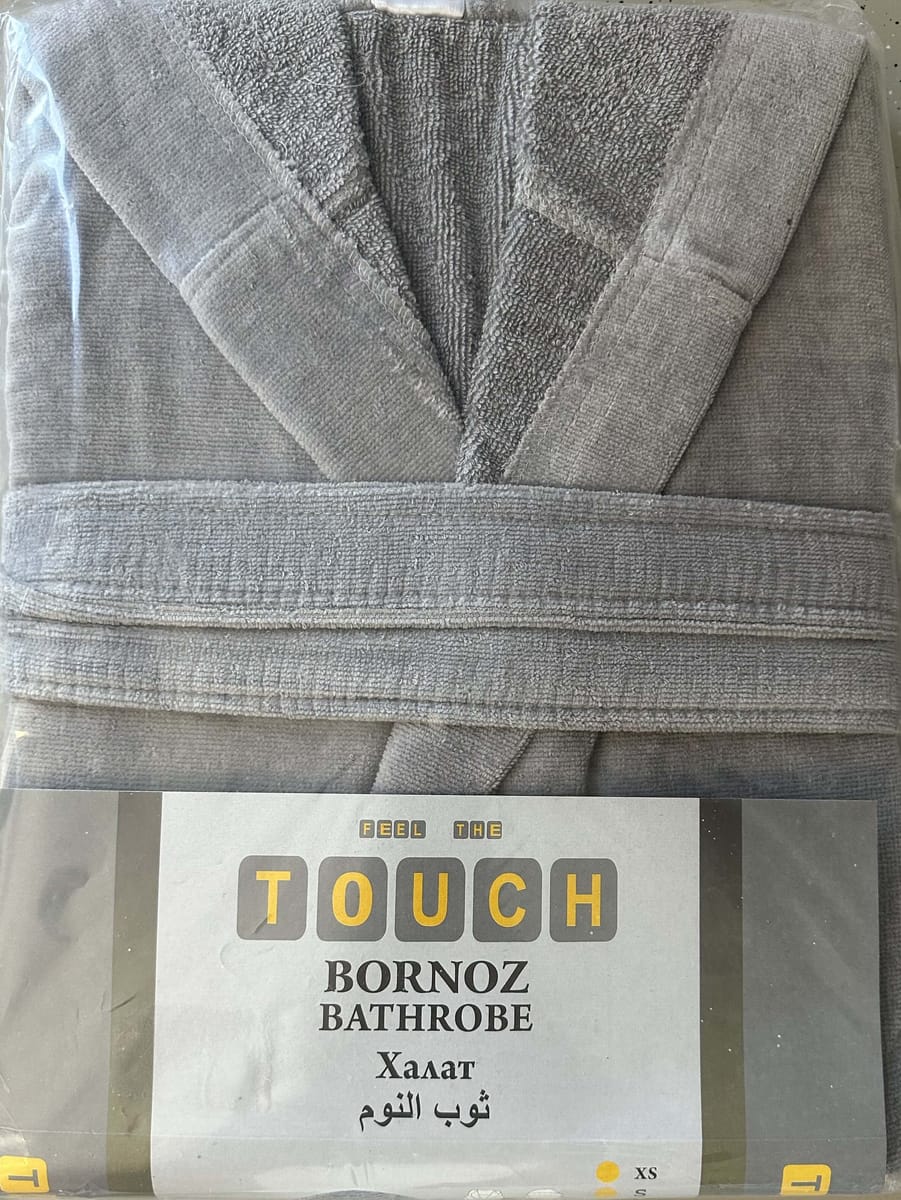 FEEL THE
TOUCH
BORNOZ
BATHROBE
Халат
ثوب النوم
XS
S
T
T